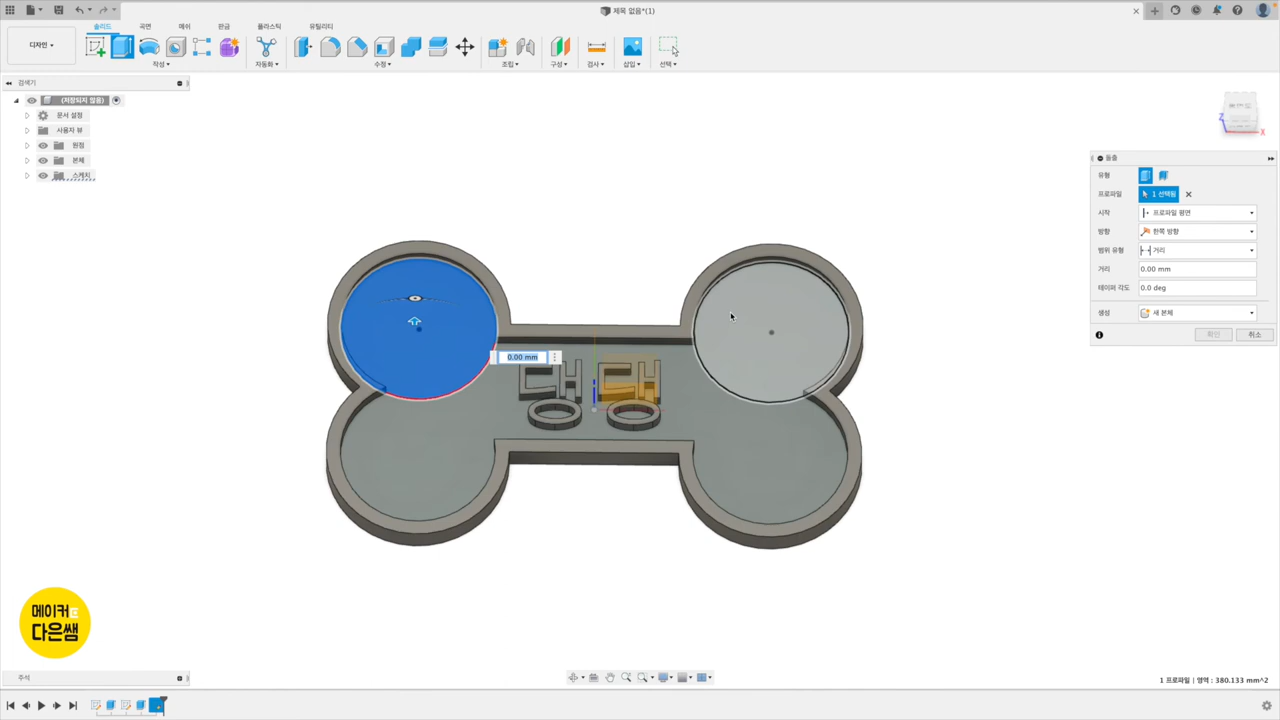 제목 없음*(1)
솔리드
곡면
메쉬
판금
플라스틱
유틸리티
디자인
작성
자동화
수정
조립
구성
검사
삽입
선택
검색기
(저장되지 않음)
문서 설정
사용자 뷰
원점
본체
스케치
Z
X
돌출
유형
프로파일
1 선택됨
시작
프로파일 평면
방향
한쪽 방향
범위 유형
거리
거리
0.00 mm
테이퍼 각도
0.0 deg
생성
새 본체
확인
취소
0.00 mm
메이커
다은쌤
주석
1 프로파일 | 영역 : 380.133 mm^2